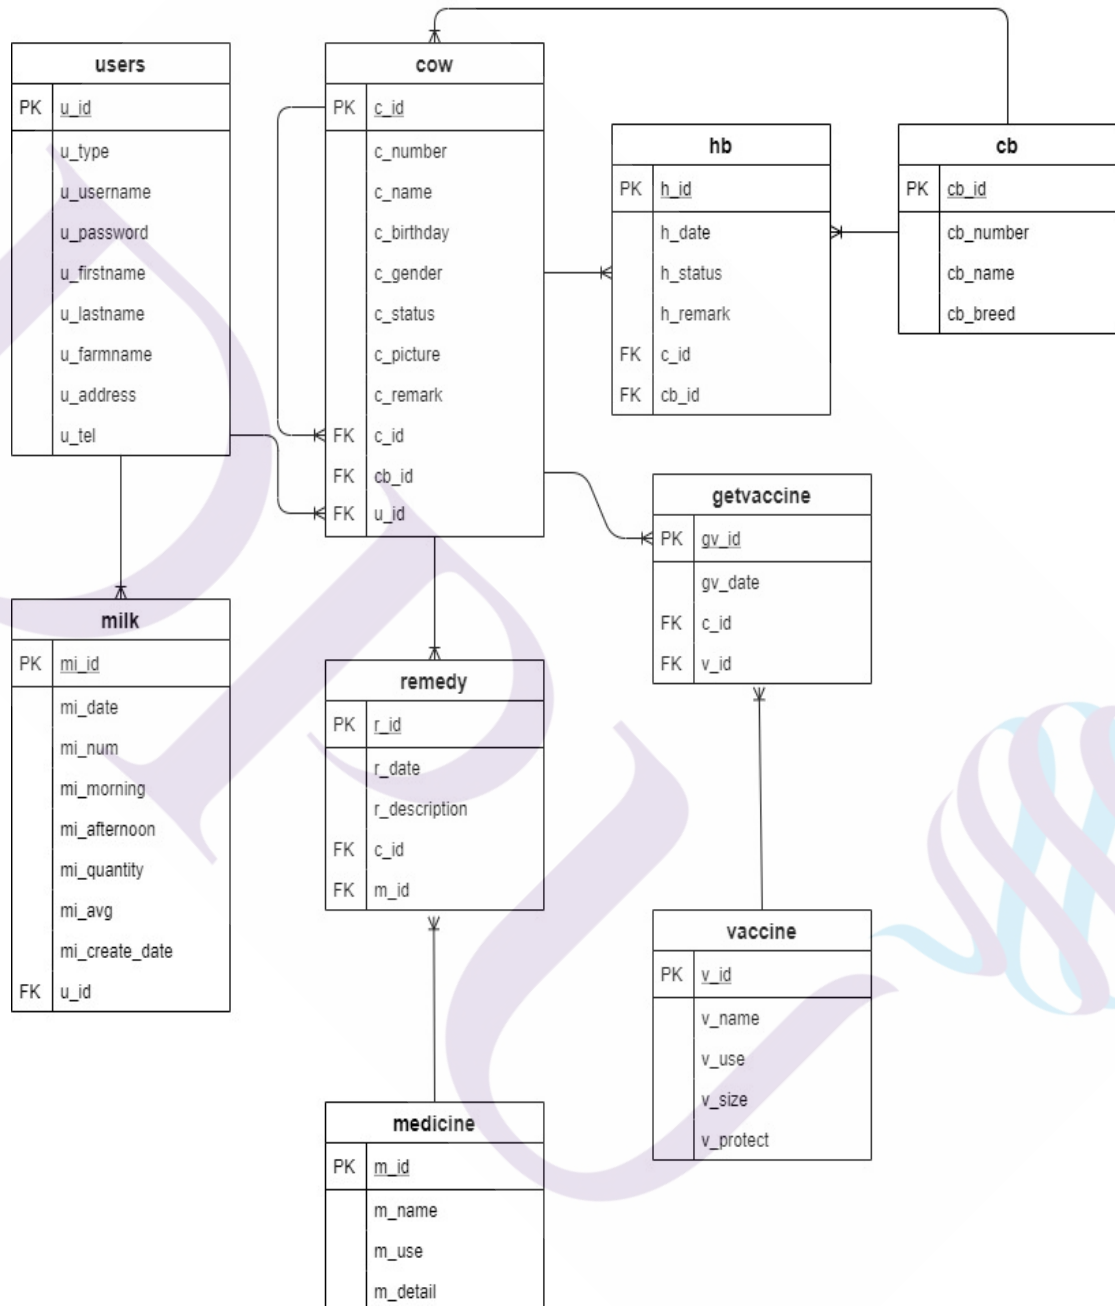 users
PK u_id
u_type
u_username
u_password
u_firstname
u_lastname
u_farmname
u_address
u_tel
cow
PK c_id
c_number
c_name
c_birthday
c_gender
c_status
c_picture
c_remark
FK c_id
FK cb_id
FK u_id
hb
PK h_id
h_date
h_status
h_remark
FK c_id
FK cb_id
cb
PK cb_id
cb_number
cb_name
cb_breed
getvaccine
PK gv_id
gv_date
FK c_id
FK v_id
milk
PK mi_id
mi_date
mi_num
mi_morning
mi_afternoon
mi_quantity
mi_avg
mi_create_date
FK u_id
remedy
PK r_id
r_date
r_description
FK c_id
FK m_id
vaccine
PK v_id
v_name
v_use
v_size
v_protect
medicine
PK m_id
m_name
m_use
m_detail
DPU